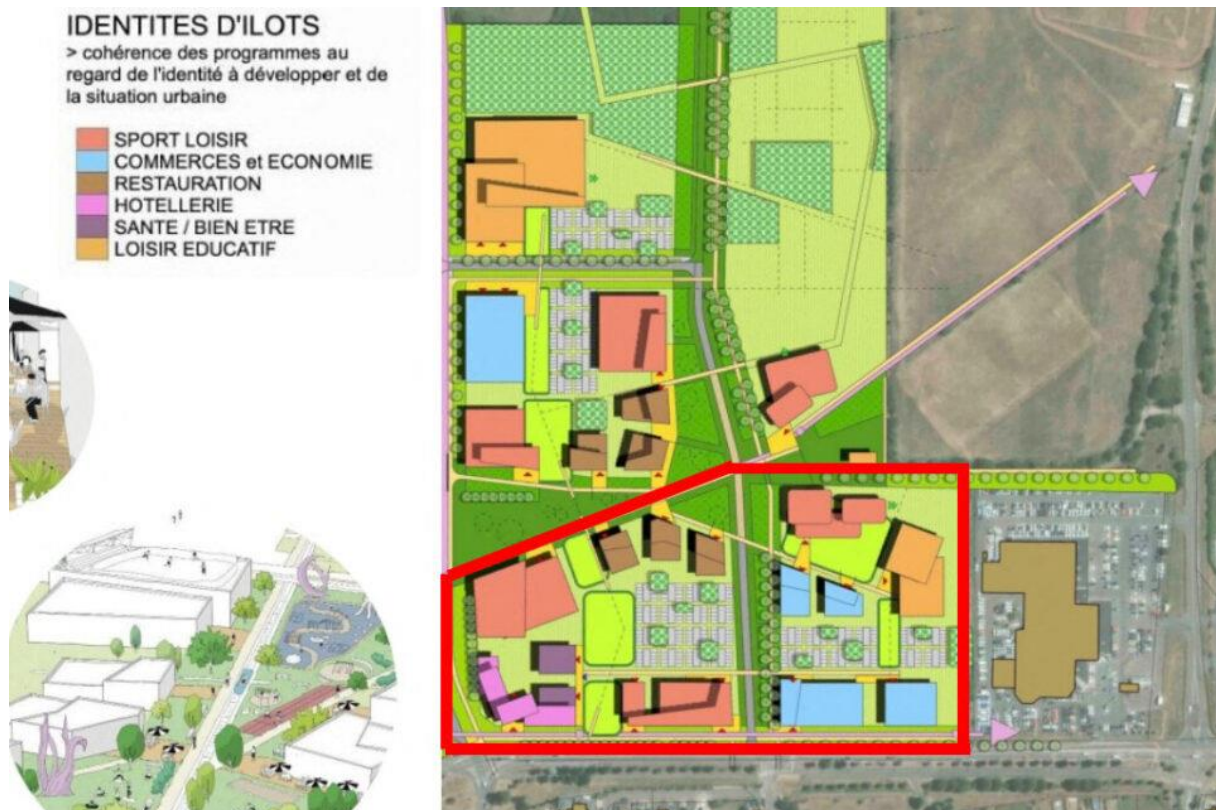 IDENTITES D'ILOTS
> cohérence des programmes au
regard de l'identité à développer et de
la situation urbaine
SPORT LOISIR
COMMERCES et ECONOMIE
RESTAURATION
HOTELLERIE
SANTE / BIEN ETRE
LOISIR EDUCATIF